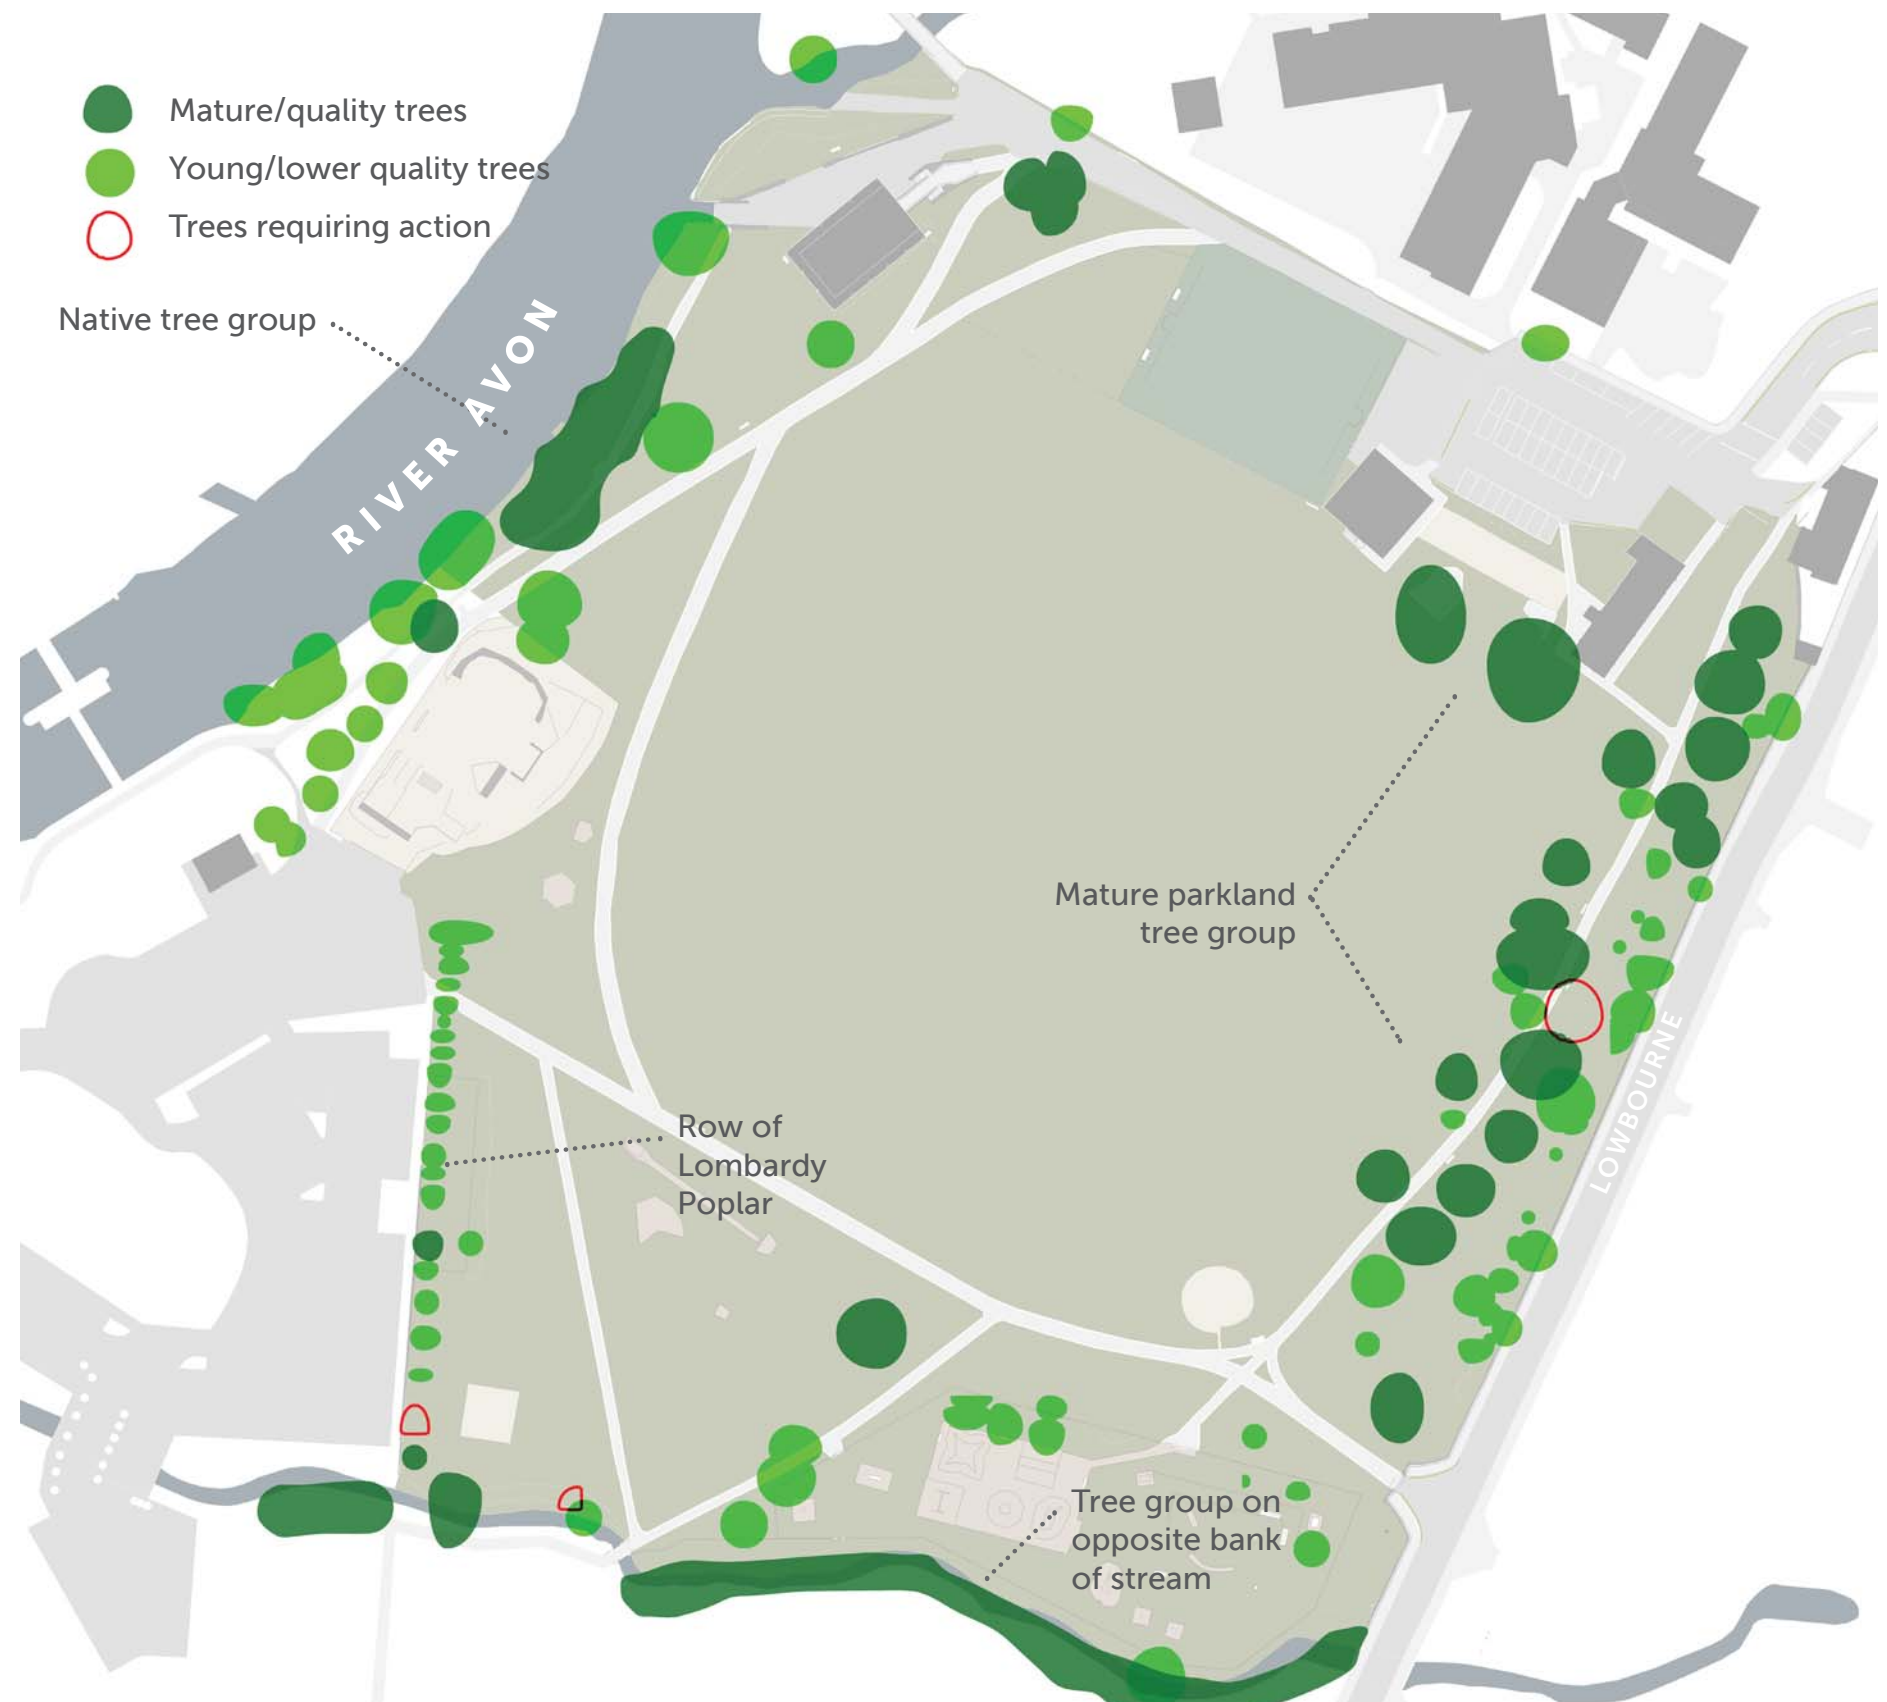 Mature/quality trees
Young/lower quality trees
Trees requiring action
Native tree group
RIVER AVON
Mature parkland
tree group
LOWBOURNE
Row of
Lombardy
Poplar
Tree group on
opposite bank
of stream